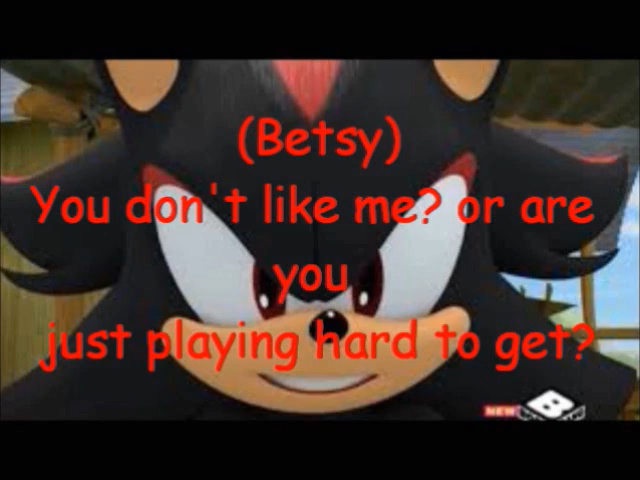 (Betsy)
You don't like me? or are
you
just playing hard to get?
NEW B